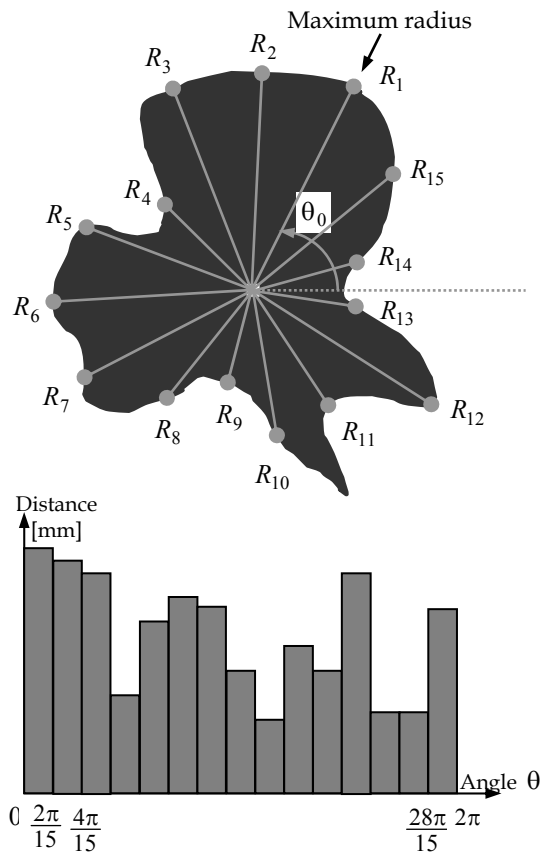 Maximum radius
R2
R3
R1
R4
R15
θ0
R5
R14
R6
R13
R7
R8
R9
R11
R12
R10
Distance
[mm]
Angle θ
0 2π/15 4π/15 28π/15 2π